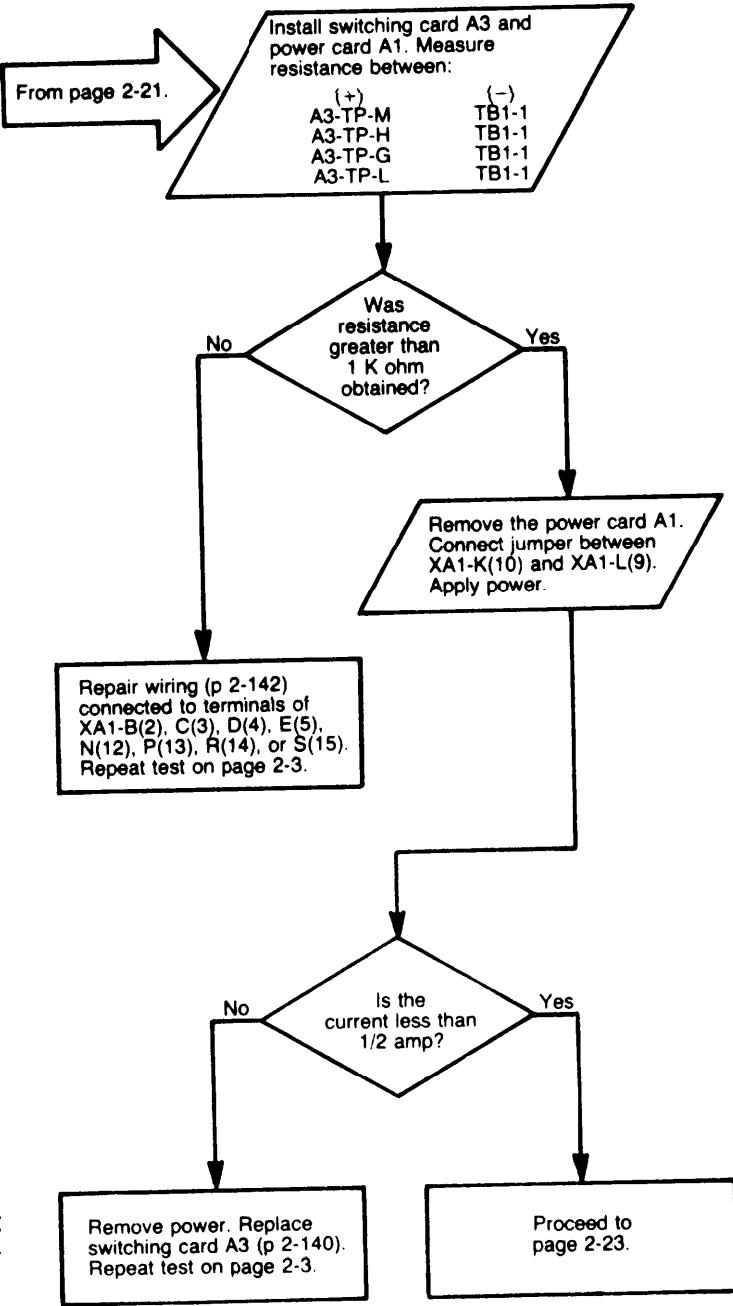 Install switching card A3 and
power card A1. Measure
resistance between:
From page 2-21.
(+) (-)
A3-TP-M TB1-1
A3-TP-H TB1-1
A3-TP-G TB1-1
A3-TP-L TB1-1
Was
resistance
greater than
1 K ohm
obtained?
No
Yes
Remove the power card A1.
Connect jumper between
XA1-K(10) and XA1-L(9).
Apply power.
Repair wiring (p 2-142)
connected to terminals of
XA1-B(2), C(3), D(4), E(5),
N(12), P(13), R(14), or S(15).
Repeat test on page 2-3.
Is the
current less than
1/2 amp?
No
Yes
Remove power. Replace
switching card A3 (p 2-140).
Repeat test on page 2-3.
Proceed to
page 2-23.